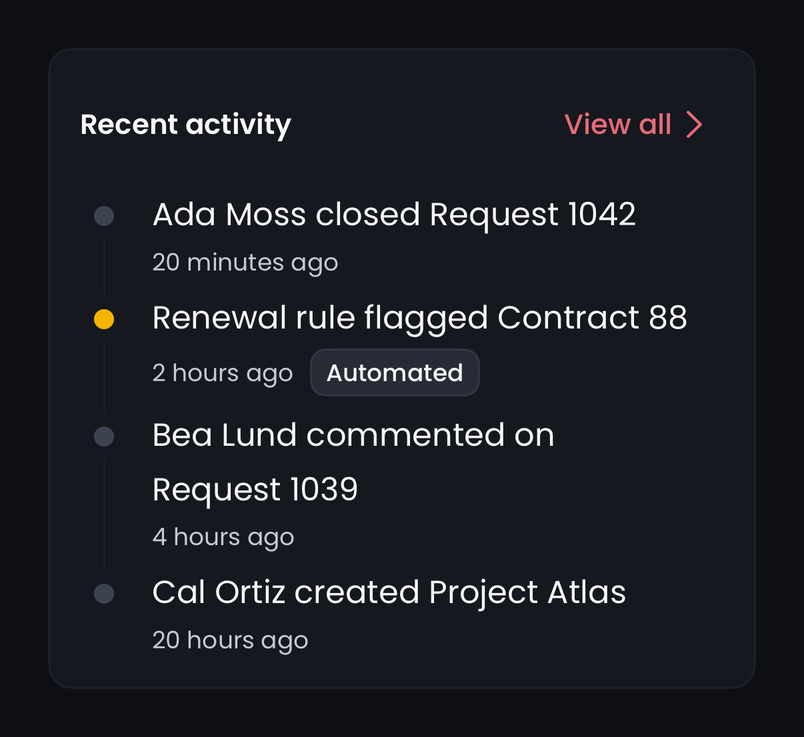 Recent activity
View all
Ada Moss closed Request 1042
20 minutes ago
Renewal rule flagged Contract 88
2 hours ago Automated
Bea Lund commented on
Request 1039
4 hours ago
Cal Ortiz created Project Atlas
20 hours ago